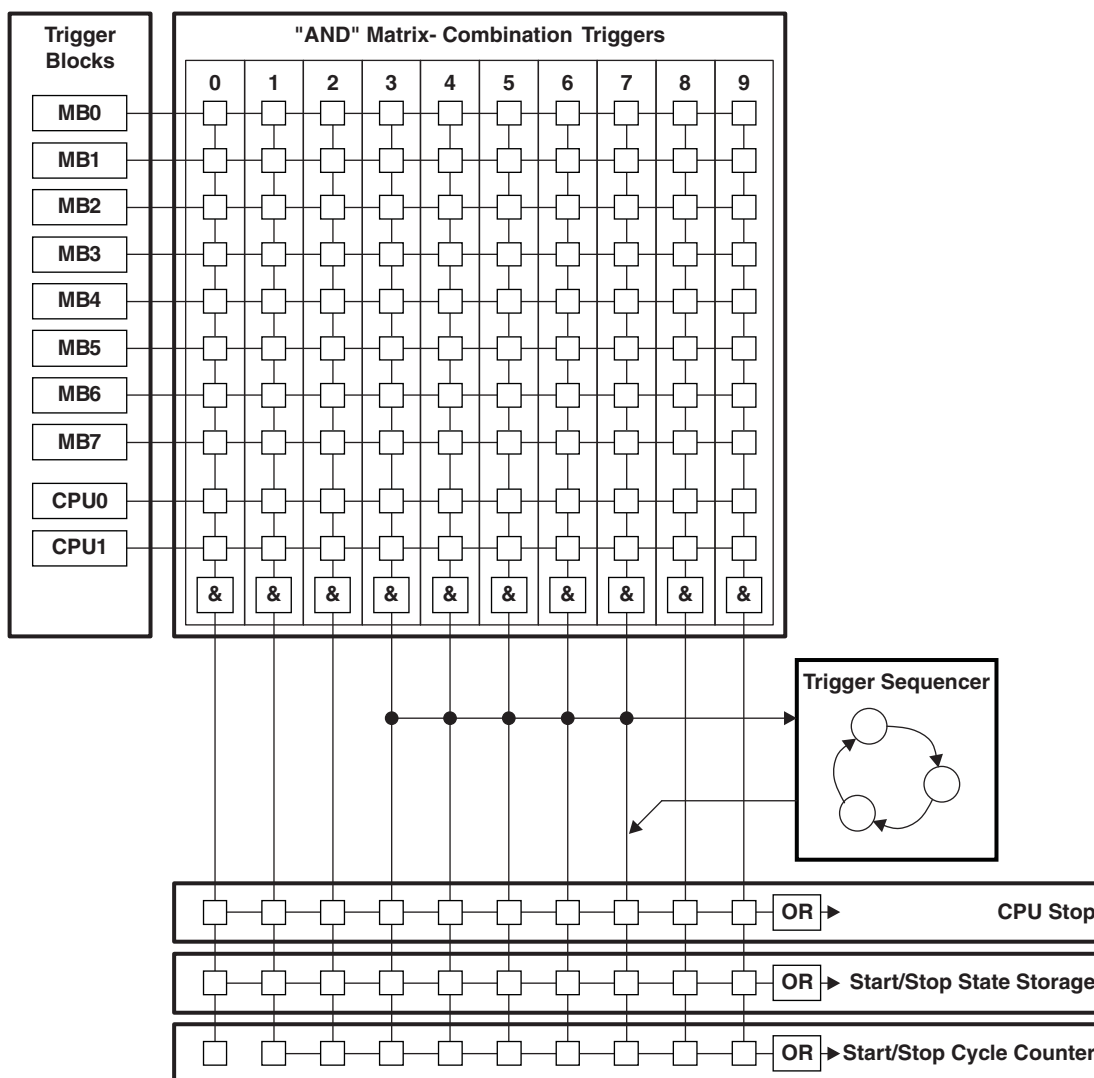 Trigger
Blocks
"AND" Matrix- Combination Triggers
0 1 2 3 4 5 6 7 8 9
MB0
MB1
MB2
MB3
MB4
MB5
MB6
MB7
CPU0
CPU1
& & & & & & & & & &
Trigger Sequencer
OR CPU Stop
OR Start/Stop State Storage
OR Start/Stop Cycle Counter